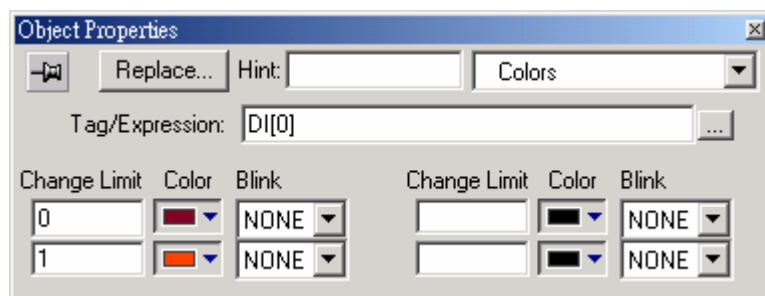 Object Properties
Replace... Hint: Colors
Tag/Expression: DI[0] ...
Change Limit Color Blink Change Limit Color Blink
0 NONE NONE
1 NONE NONE